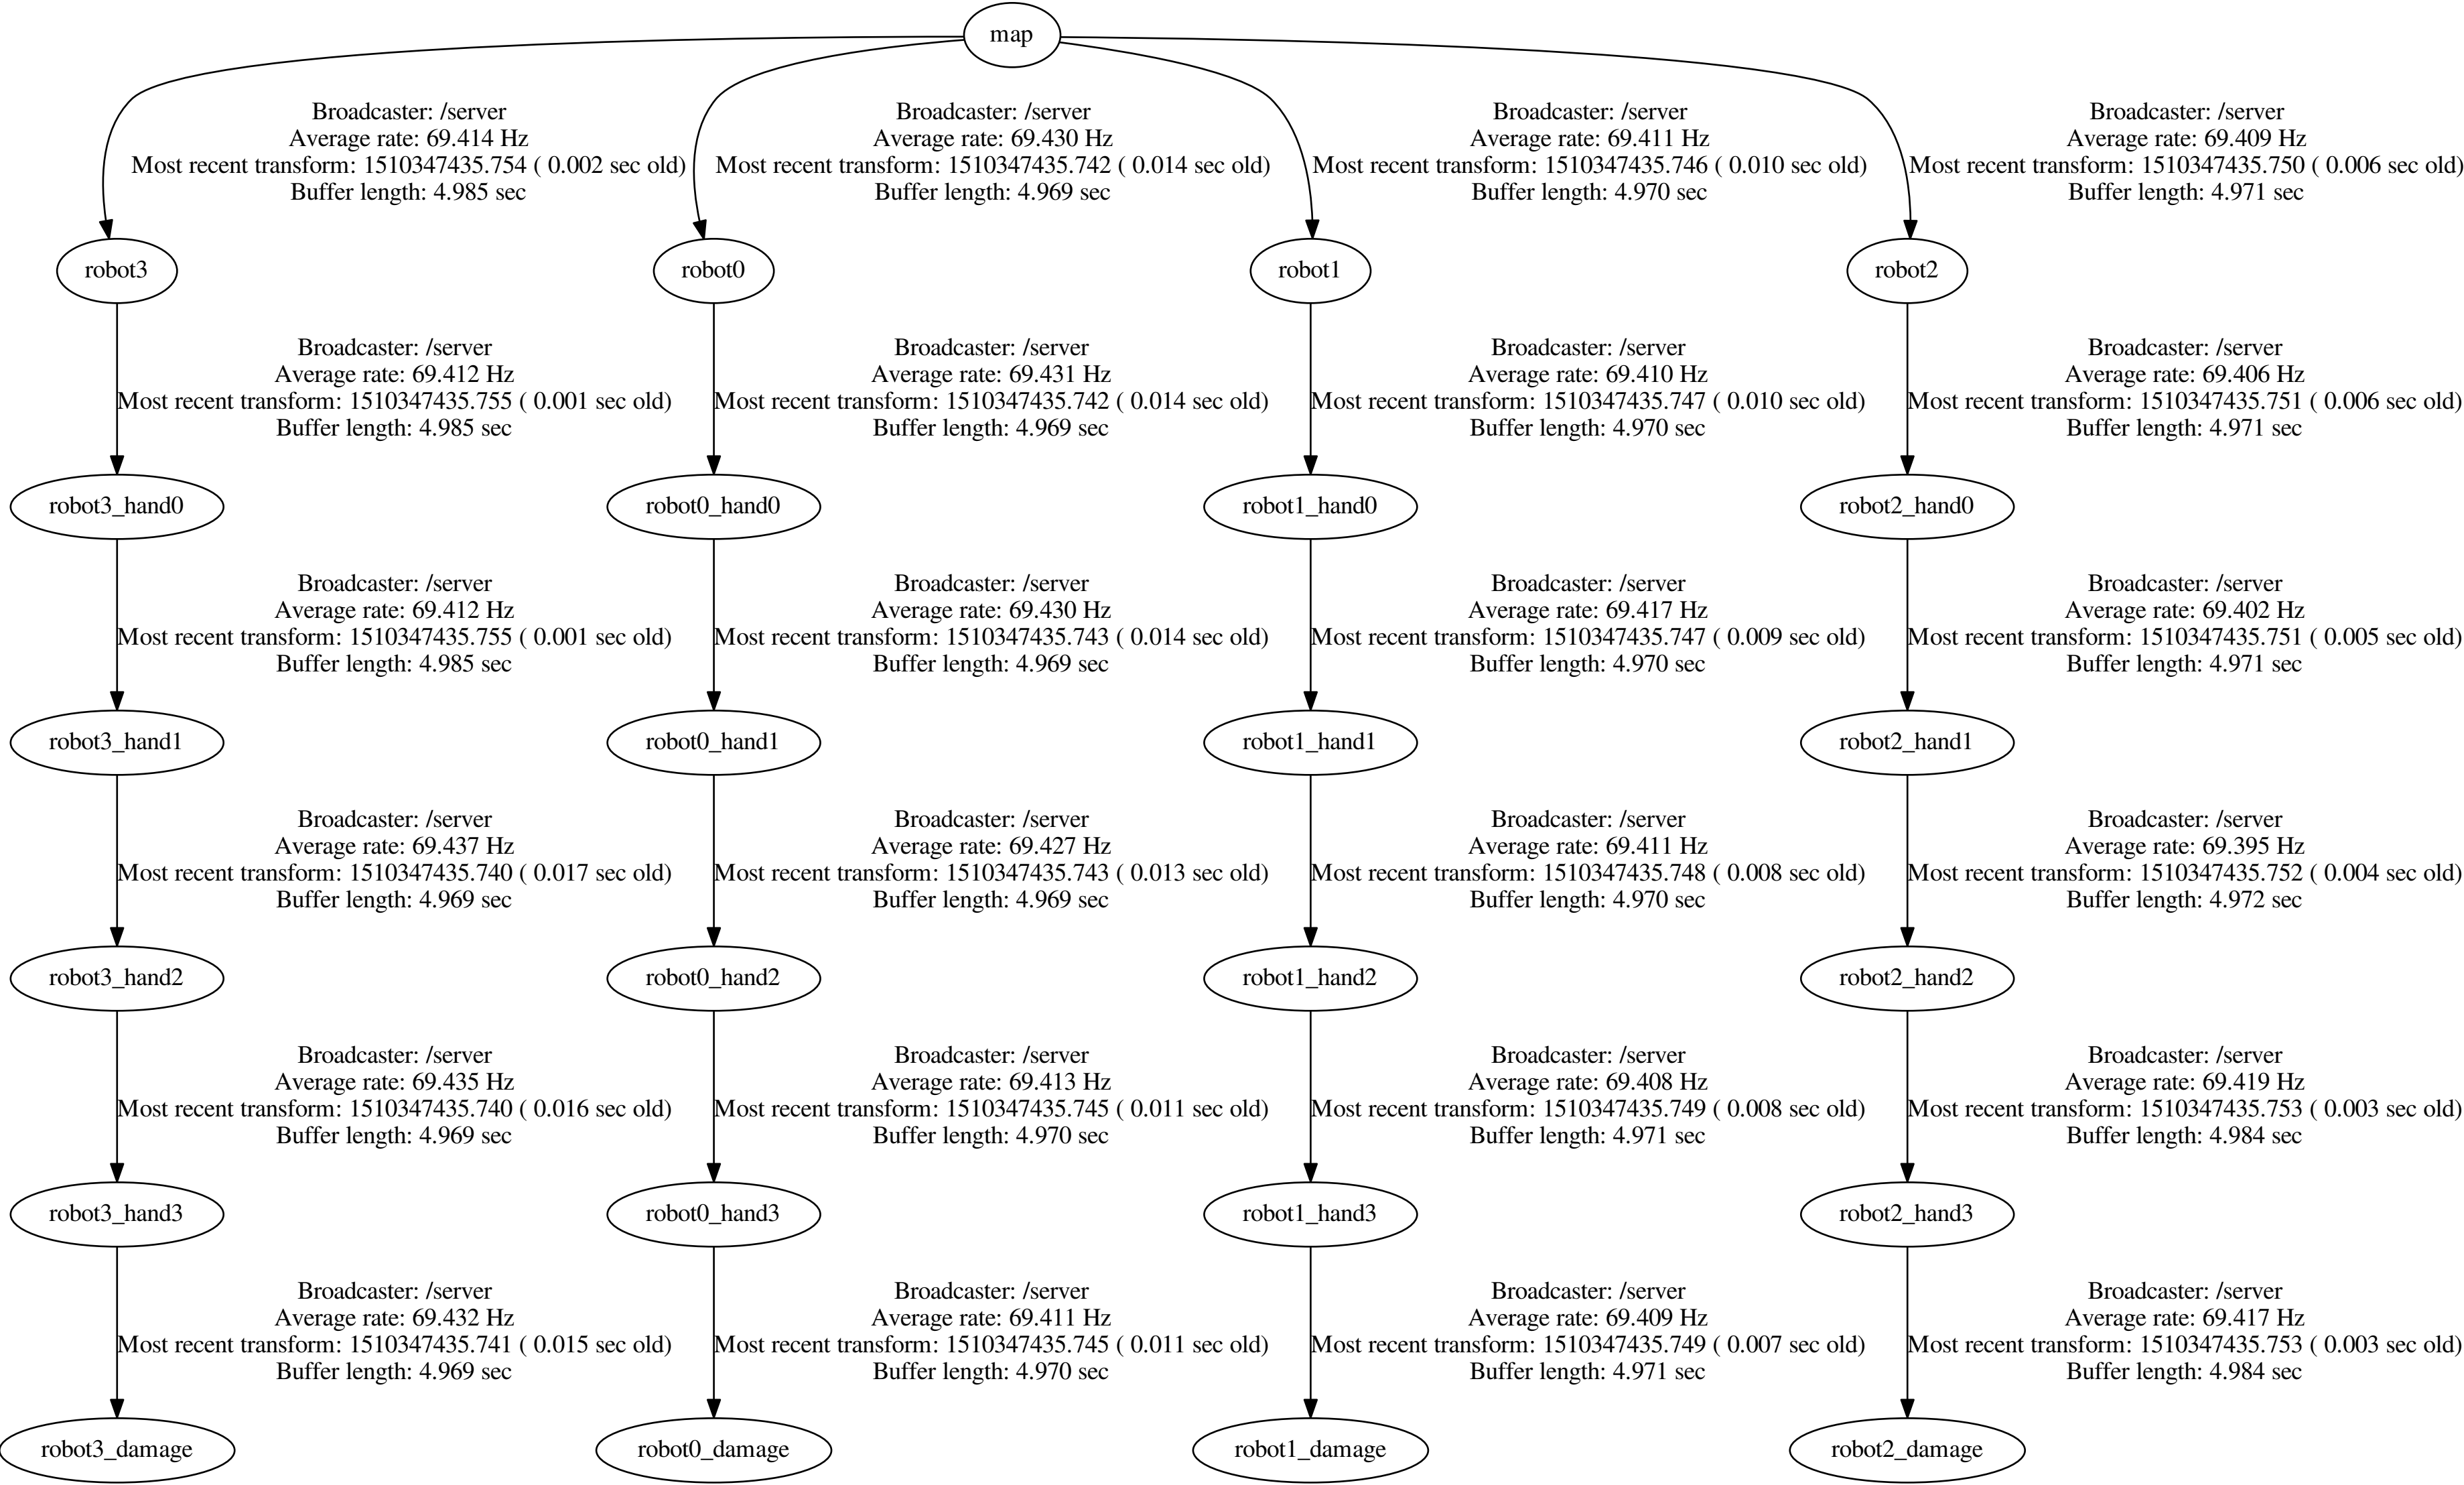 map
Broadcaster: /server
Average rate: 69.414 Hz
Most recent transform: 1510347435.754 ( 0.002 sec old)
Buffer length: 4.985 sec
Broadcaster: /server
Average rate: 69.430 Hz
Most recent transform: 1510347435.742 ( 0.014 sec old)
Buffer length: 4.969 sec
Broadcaster: /server
Average rate: 69.411 Hz
Most recent transform: 1510347435.746 ( 0.010 sec old)
Buffer length: 4.970 sec
Broadcaster: /server
Average rate: 69.409 Hz
Most recent transform: 1510347435.750 ( 0.006 sec old)
Buffer length: 4.971 sec
robot3
robot0
robot1
robot2
Broadcaster: /server
Average rate: 69.412 Hz
Most recent transform: 1510347435.755 ( 0.001 sec old)
Buffer length: 4.985 sec
Broadcaster: /server
Average rate: 69.431 Hz
Most recent transform: 1510347435.742 ( 0.014 sec old)
Buffer length: 4.969 sec
Broadcaster: /server
Average rate: 69.410 Hz
Most recent transform: 1510347435.747 ( 0.010 sec old)
Buffer length: 4.970 sec
Broadcaster: /server
Average rate: 69.406 Hz
Most recent transform: 1510347435.751 ( 0.006 sec old)
Buffer length: 4.971 sec
robot3_hand0
robot0_hand0
robot1_hand0
robot2_hand0
Broadcaster: /server
Average rate: 69.412 Hz
Most recent transform: 1510347435.755 ( 0.001 sec old)
Buffer length: 4.985 sec
Broadcaster: /server
Average rate: 69.430 Hz
Most recent transform: 1510347435.743 ( 0.014 sec old)
Buffer length: 4.969 sec
Broadcaster: /server
Average rate: 69.417 Hz
Most recent transform: 1510347435.747 ( 0.009 sec old)
Buffer length: 4.970 sec
Broadcaster: /server
Average rate: 69.402 Hz
Most recent transform: 1510347435.751 ( 0.005 sec old)
Buffer length: 4.971 sec
robot3_hand1
robot0_hand1
robot1_hand1
robot2_hand1
Broadcaster: /server
Average rate: 69.437 Hz
Most recent transform: 1510347435.740 ( 0.017 sec old)
Buffer length: 4.969 sec
Broadcaster: /server
Average rate: 69.427 Hz
Most recent transform: 1510347435.743 ( 0.013 sec old)
Buffer length: 4.969 sec
Broadcaster: /server
Average rate: 69.411 Hz
Most recent transform: 1510347435.748 ( 0.008 sec old)
Buffer length: 4.970 sec
Broadcaster: /server
Average rate: 69.395 Hz
Most recent transform: 1510347435.752 ( 0.004 sec old)
Buffer length: 4.972 sec
robot3_hand2
robot0_hand2
robot1_hand2
robot2_hand2
Broadcaster: /server
Average rate: 69.435 Hz
Most recent transform: 1510347435.740 ( 0.016 sec old)
Buffer length: 4.969 sec
Broadcaster: /server
Average rate: 69.413 Hz
Most recent transform: 1510347435.745 ( 0.011 sec old)
Buffer length: 4.970 sec
Broadcaster: /server
Average rate: 69.408 Hz
Most recent transform: 1510347435.749 ( 0.008 sec old)
Buffer length: 4.971 sec
Broadcaster: /server
Average rate: 69.419 Hz
Most recent transform: 1510347435.753 ( 0.003 sec old)
Buffer length: 4.984 sec
robot3_hand3
robot0_hand3
robot1_hand3
robot2_hand3
Broadcaster: /server
Average rate: 69.432 Hz
Most recent transform: 1510347435.741 ( 0.015 sec old)
Buffer length: 4.969 sec
Broadcaster: /server
Average rate: 69.411 Hz
Most recent transform: 1510347435.745 ( 0.011 sec old)
Buffer length: 4.970 sec
Broadcaster: /server
Average rate: 69.409 Hz
Most recent transform: 1510347435.749 ( 0.007 sec old)
Buffer length: 4.971 sec
Broadcaster: /server
Average rate: 69.417 Hz
Most recent transform: 1510347435.753 ( 0.003 sec old)
Buffer length: 4.984 sec
robot3_damage
robot0_damage
robot1_damage
robot2_damage